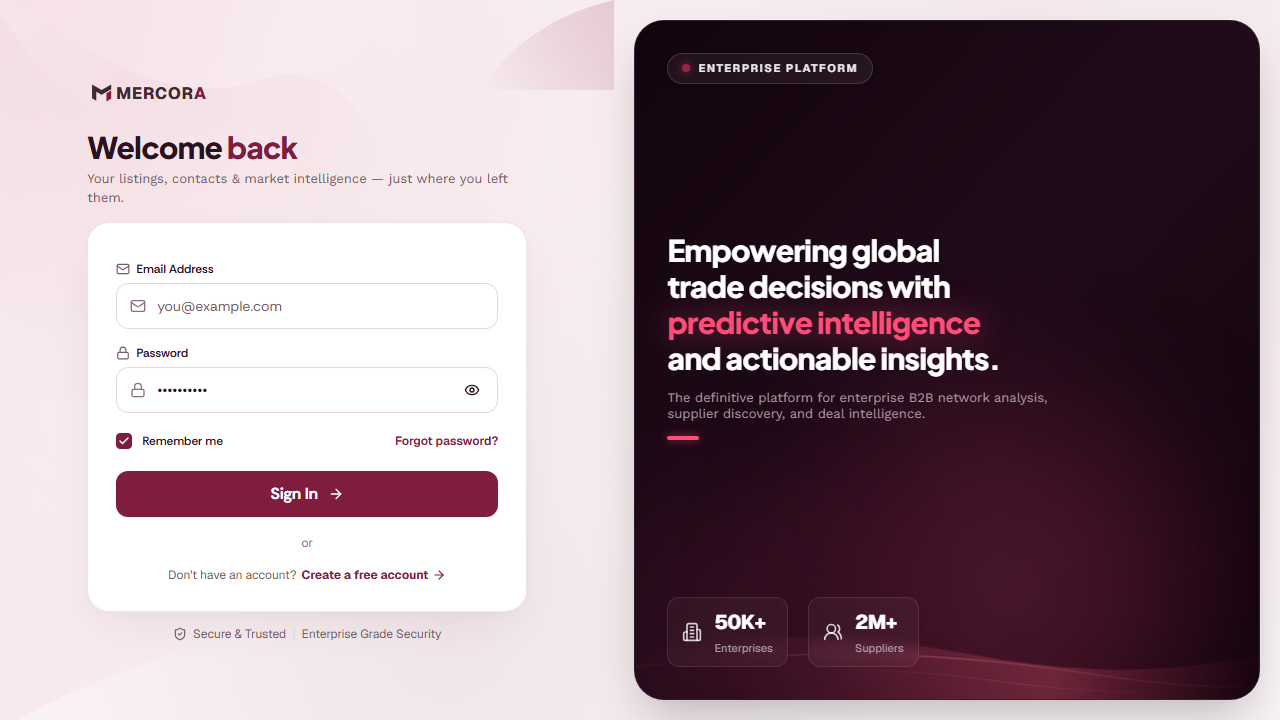 MERCORA
Welcome back
Your listings, contacts & market intelligence — just where you left
them.
Email Address
you@example.com
Password
••••••••••
Remember me
Forgot password?
Sign In
or
Don't have an account? Create a free account
Secure & Trusted
Enterprise Grade Security
ENTERPRISE PLATFORM
Empowering global
trade decisions with
predictive intelligence
and actionable insights.
The definitive platform for enterprise B2B network analysis,
supplier discovery, and deal intelligence.
50K+
Enterprises
2M+
Suppliers